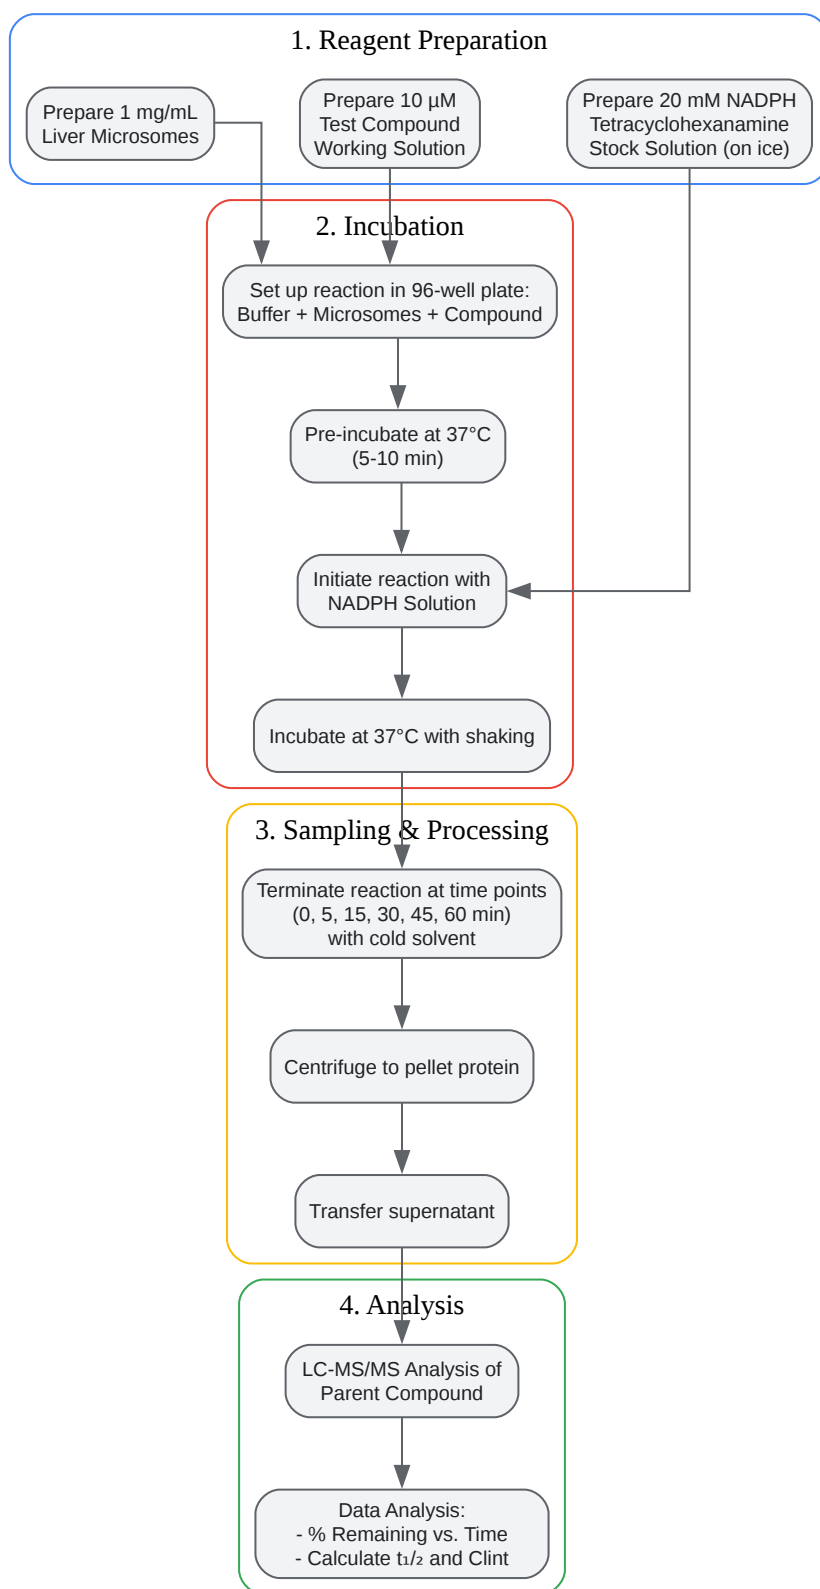 1. Reagent Preparation
Prepare 1 mg/mL
Liver Microsomes
Prepare 10 µM
Test Compound
Working Solution
Prepare 20 mM NADPH
Tetracyclohexanamine
Stock Solution (on ice)
2. Incubation
Set up reaction in 96-well plate:
Buffer + Microsomes + Compound
Pre-incubate at 37°C
(5-10 min)
Initiate reaction with
NADPH Solution
Incubate at 37°C with shaking
3. Sampling & Processing
Terminate reaction at time points
(0, 5, 15, 30, 45, 60 min)
with cold solvent
Centrifuge to pellet protein
Transfer supernatant
4. Analysis
LC-MS/MS Analysis of
Parent Compound
Data Analysis:
- % Remaining vs. Time
- Calculate t₁/₂ and Clint